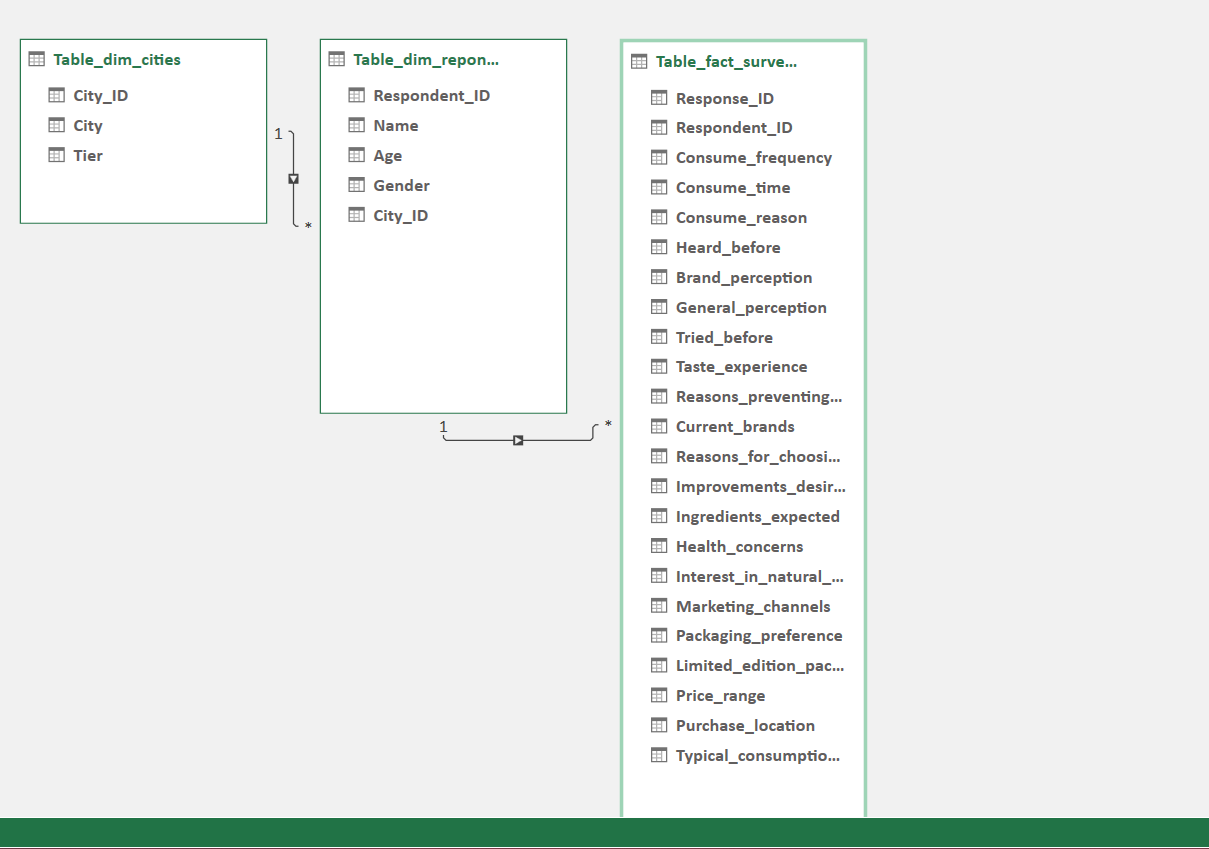 Table_dim_cities
City_ID
City
Tier
1
*
Table_dim_repon...
Respondent_ID
Name
Age
Gender
City_ID
1
*
Table_fact_surve...
Response_ID
Respondent_ID
Consume_frequency
Consume_time
Consume_reason
Heard_before
Brand_perception
General_perception
Tried_before
Taste_experience
Reasons_preventing...
Current_brands
Reasons_for_choosi...
Improvements_desir...
Ingredients_expected
Health_concerns
Interest_in_natural_...
Marketing_channels
Packaging_preference
Limited_edition_pac...
Price_range
Purchase_location
Typical_consumptio...